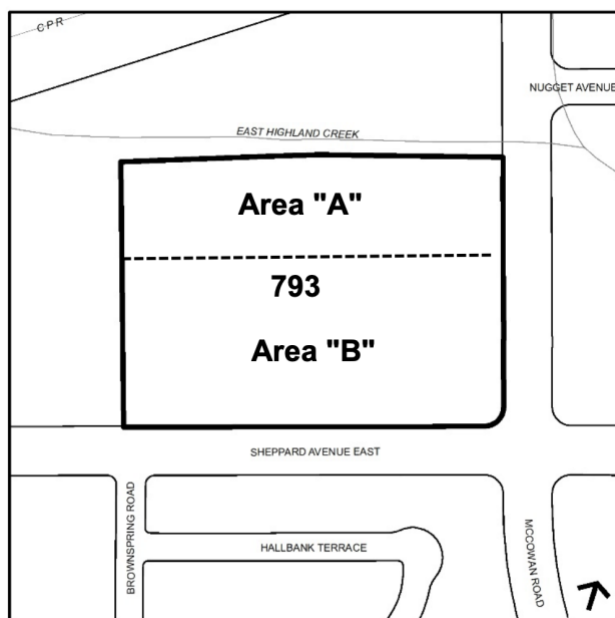 CPR
NUGGET AVENUE
EAST HIGHLAND CREEK
Area "A"
793
Area "B"
SHEPPARD AVENUE EAST
BROWNSPRING ROAD
HALLBANK TERRACE
MCCOWAN ROAD